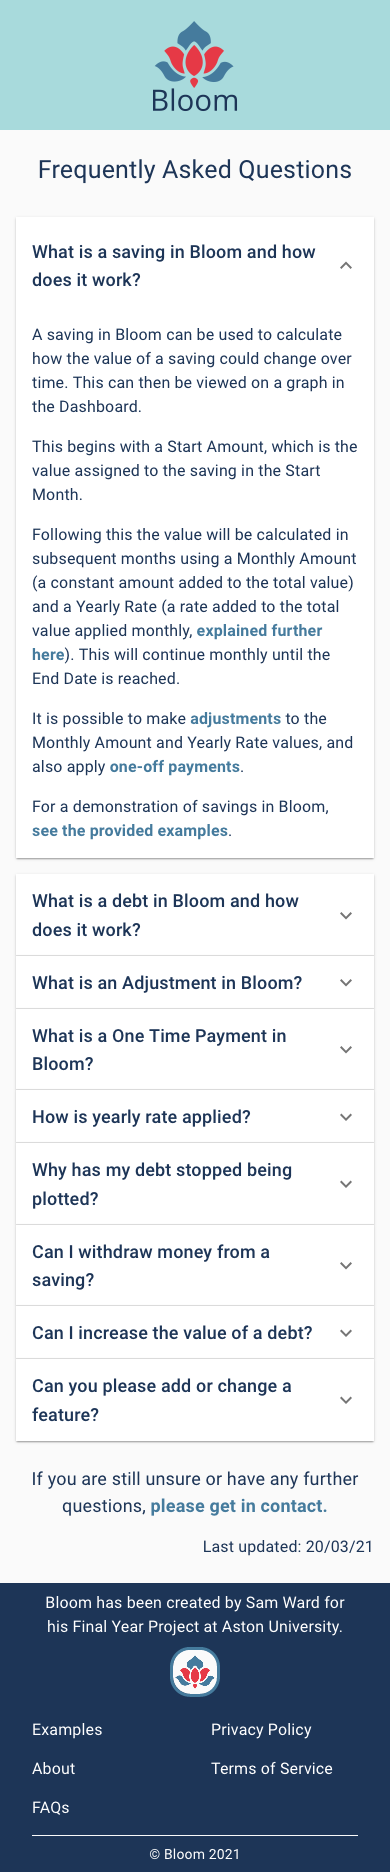 Bloom
Frequently Asked Questions
What is a saving in Bloom and how
does it work?
A saving in Bloom can be used to calculate
how the value of a saving could change over
time. This can then be viewed on a graph in
the Dashboard.
This begins with a Start Amount, which is the
value assigned to the saving in the Start
Month.
Following this the value will be calculated in
subsequent months using a Monthly Amount
(a constant amount added to the total value)
and a Yearly Rate (a rate added to the total
value applied monthly, explained further
here). This will continue monthly until the
End Date is reached.
It is possible to make adjustments to the
Monthly Amount and Yearly Rate values, and
also apply one-off payments.
For a demonstration of savings in Bloom,
see the provided examples.
What is a debt in Bloom and how
does it work?
What is an Adjustment in Bloom?
What is a One Time Payment in
Bloom?
How is yearly rate applied?
Why has my debt stopped being
plotted?
Can I withdraw money from a
saving?
Can I increase the value of a debt?
Can you please add or change a
feature?
If you are still unsure or have any further
questions, please get in contact.
Last updated: 20/03/21
Bloom has been created by Sam Ward for
his Final Year Project at Aston University.
Examples
Privacy Policy
About
Terms of Service
FAQs
© Bloom 2021